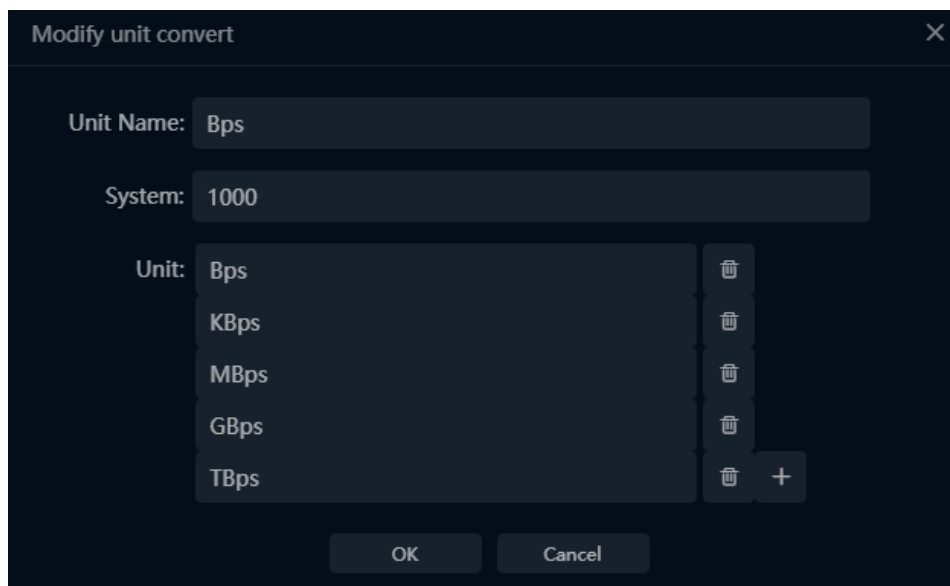 Modify unit convert
Unit Name: Bps
System: 1000
Unit: Bps
KBps
MBps
GBps
TBps
OK Cancel